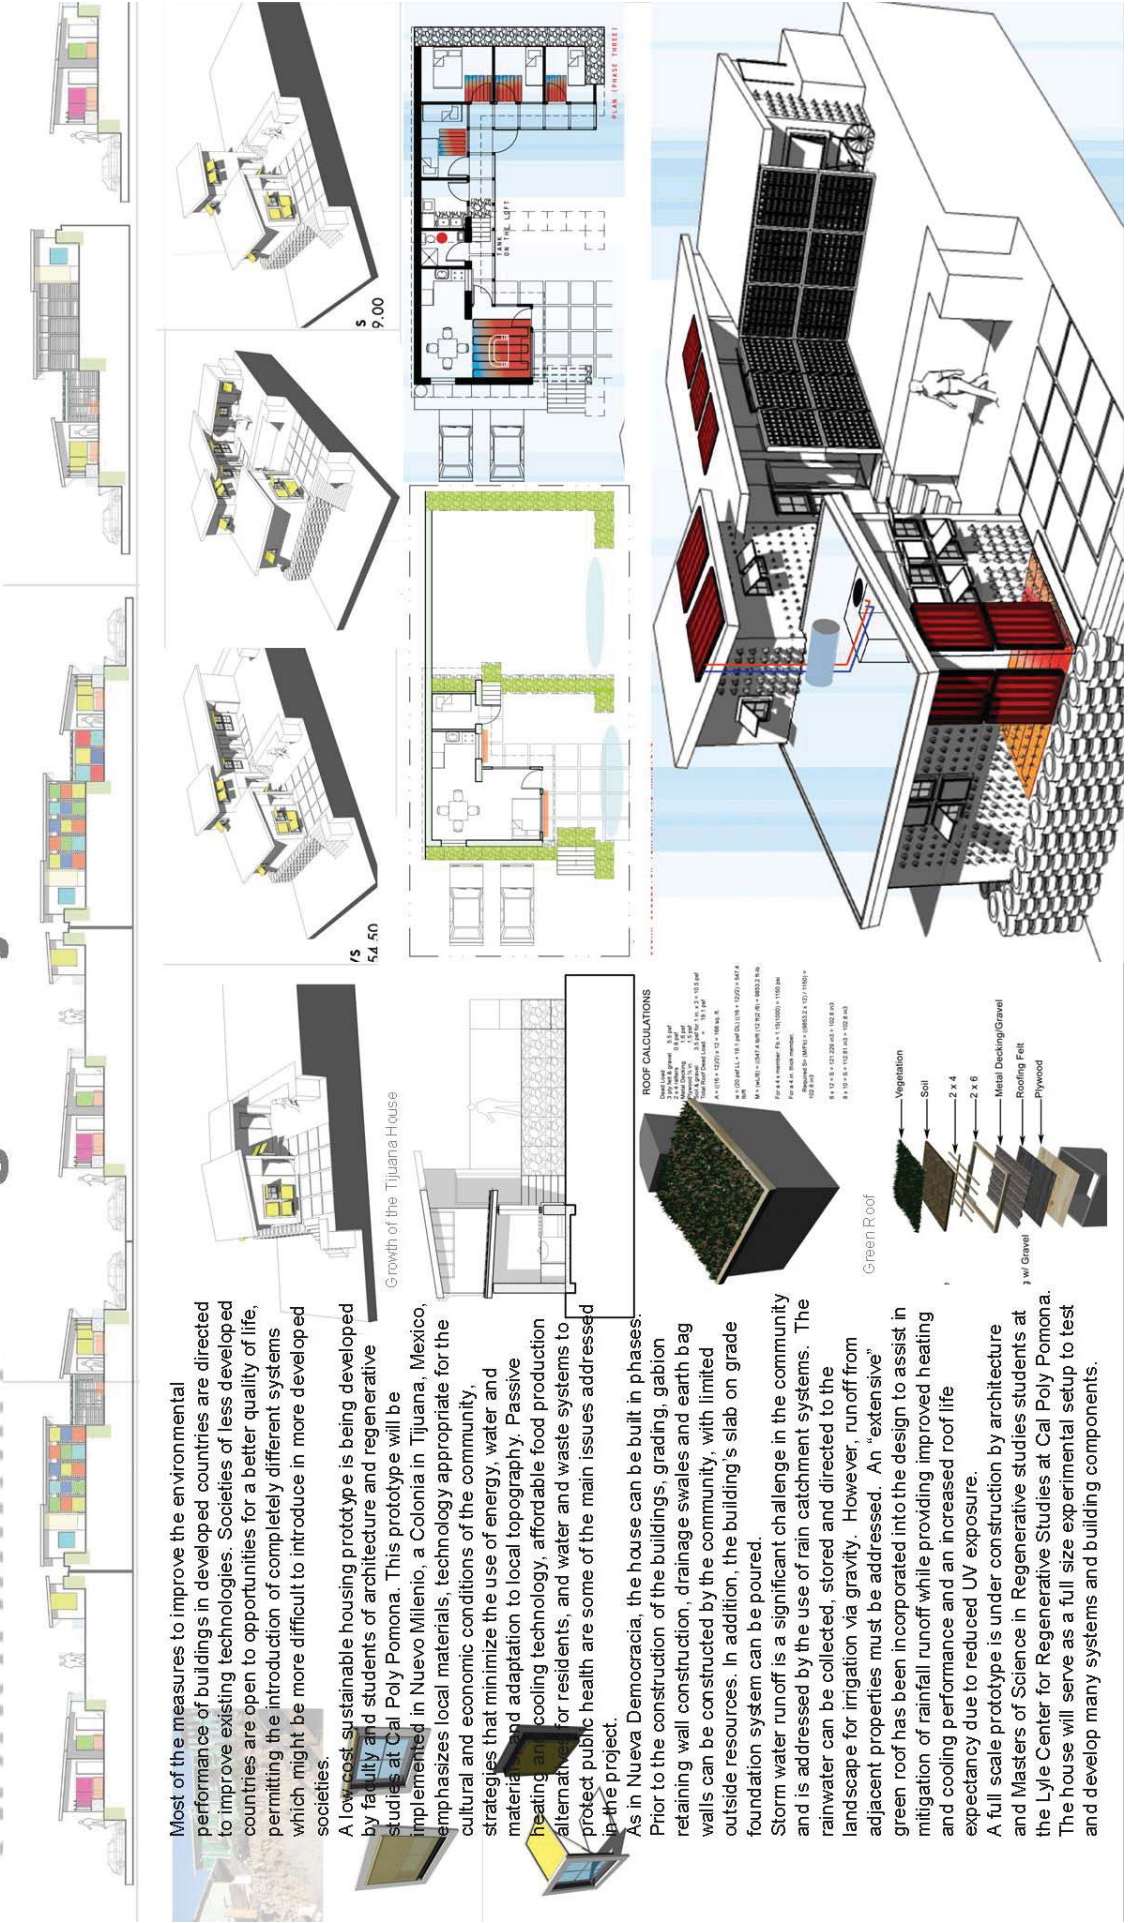 Most of the measures to improve the environmental
performance of buildings in developed countries are directed
to improve existing technologies. Societies of less developed
countries are open to opportunities for a better quality of life,
permitting the introduction of completely different systems
which might be more difficult to introduce in more developed
societies.
A low cost sustainable housing prototype is being developed
by faculty and students of architecture and regenerative
studies at Cal Poly Pomona. This prototype will be
implemented in Nuevo Milenio, a Colonia in Tijuana, Mexico,
emphasizes local materials, technology appropriate for the
cultural and economic conditions of the community,
strategies that minimize the use of energy, water and
materials and adaptation to local topography. Passive
heating and cooling technology, affordable food production
alternatives for residents, and water and waste systems to
protect public health are some of the main issues addressed
in the project.
As in Nueva Democracia, the house can be built in phases.
Prior to the construction of the buildings, grading, gabion
retaining wall construction, drainage swales and earth bag
walls can be constructed by the community, with limited
outside resources. In addition, the building's slab on grade
foundation system can be poured.
Storm water runoff is a significant challenge in the community
and is addressed by the use of rain catchment systems. The
rainwater can be collected, stored and directed to the
landscape for irrigation via gravity. However, runoff from
adjacent properties must be addressed. An "extensive"
green roof has been incorporated into the design to assist in
mitigation of rainfall runoff while providing improved heating
and cooling performance and an increased roof life
expectancy due to reduced UV exposure.
A full scale prototype is under construction by architecture
and Masters of Science in Regenerative studies students at
the Lyle Center for Regenerative Studies at Cal Poly Pomona.
The house will serve as a full size experimental setup to test
and develop many systems and building components.
Growth of the Tijuana House
ROOF CALCULATIONS
Dead Load
Green Roof
Vegetation
Soil
2 x 4
2 x 6
Metal Decking/Gravel
Roofing Felt
Plywood
w/ Gravel
54.50
S
9.00
TANK
ON THE LOFT
PLAN (PHASE THREE)